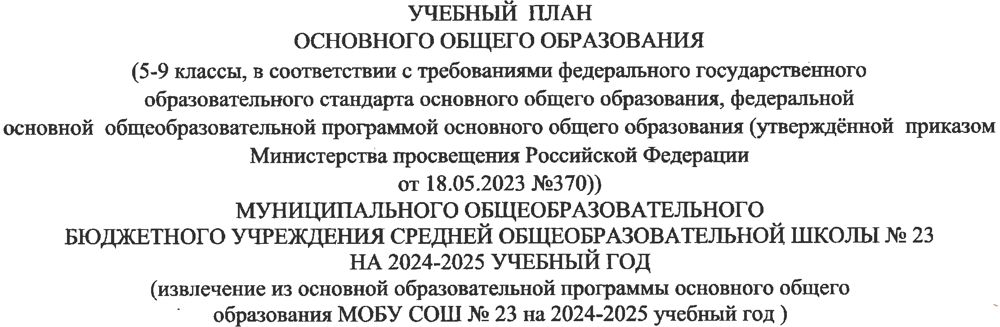 УЧЕБНЫЙ ПЛАН
ОСНОВНОГО ОБЩЕГО ОБРАЗОВАНИЯ
(5-9 классы, в соответствии с требованиями федерального государственного
образовательного стандарта основного общего образования, федеральной
основной общеобразовательной программой основного общего образования (утверждённой приказом
Министерства просвещения Российской Федерации
от 18.05.2023 №370))
МУНИЦИПАЛЬНОГО ОБЩЕОБРАЗОВАТЕЛЬНОГО
БЮДЖЕТНОГО УЧРЕЖДЕНИЯ СРЕДНЕЙ ОБЩЕОБРАЗОВАТЕЛЬНОЙ ШКОЛЫ № 23
НА 2024-2025 УЧЕБНЫЙ ГОД
(извлечение из основной образовательной программы основного общего
образования МОБУ СОШ № 23 на 2024-2025 учебный год )